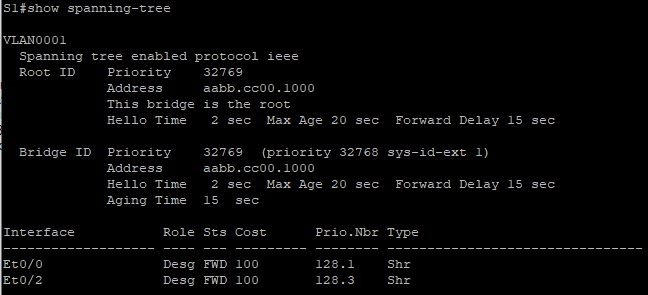 S1#show spanning-tree
VLAN0001
  Spanning tree enabled protocol ieee
  Root ID    Priority    32769
             Address     aabb.cc00.1000
             This bridge is the root
             Hello Time   2 sec  Max Age 20 sec  Forward Delay 15 sec
  Bridge ID  Priority    32769  (priority 32768 sys-id-ext 1)
             Address     aabb.cc00.1000
             Hello Time   2 sec  Max Age 20 sec  Forward Delay 15 sec
             Aging Time  15  sec
Interface           Role Sts Cost      Prio.Nbr Type
------------------- ---- --- --------- -------- --------------------------------
Et0/0               Desg FWD 100       128.1    Shr
Et0/2               Desg FWD 100       128.3    Shr